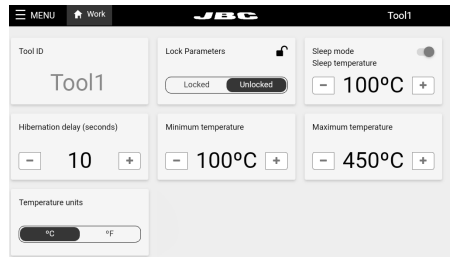 MENU Work JBC Tool1
Tool ID
Tool1
Lock Parameters
Locked Unlocked
Sleep mode
Sleep temperature
- 100ºC +
Hibernation delay (seconds)
- 10 +
Minimum temperature
- 100ºC +
Maximum temperature
- 450ºC +
Temperature units
ºC ºF